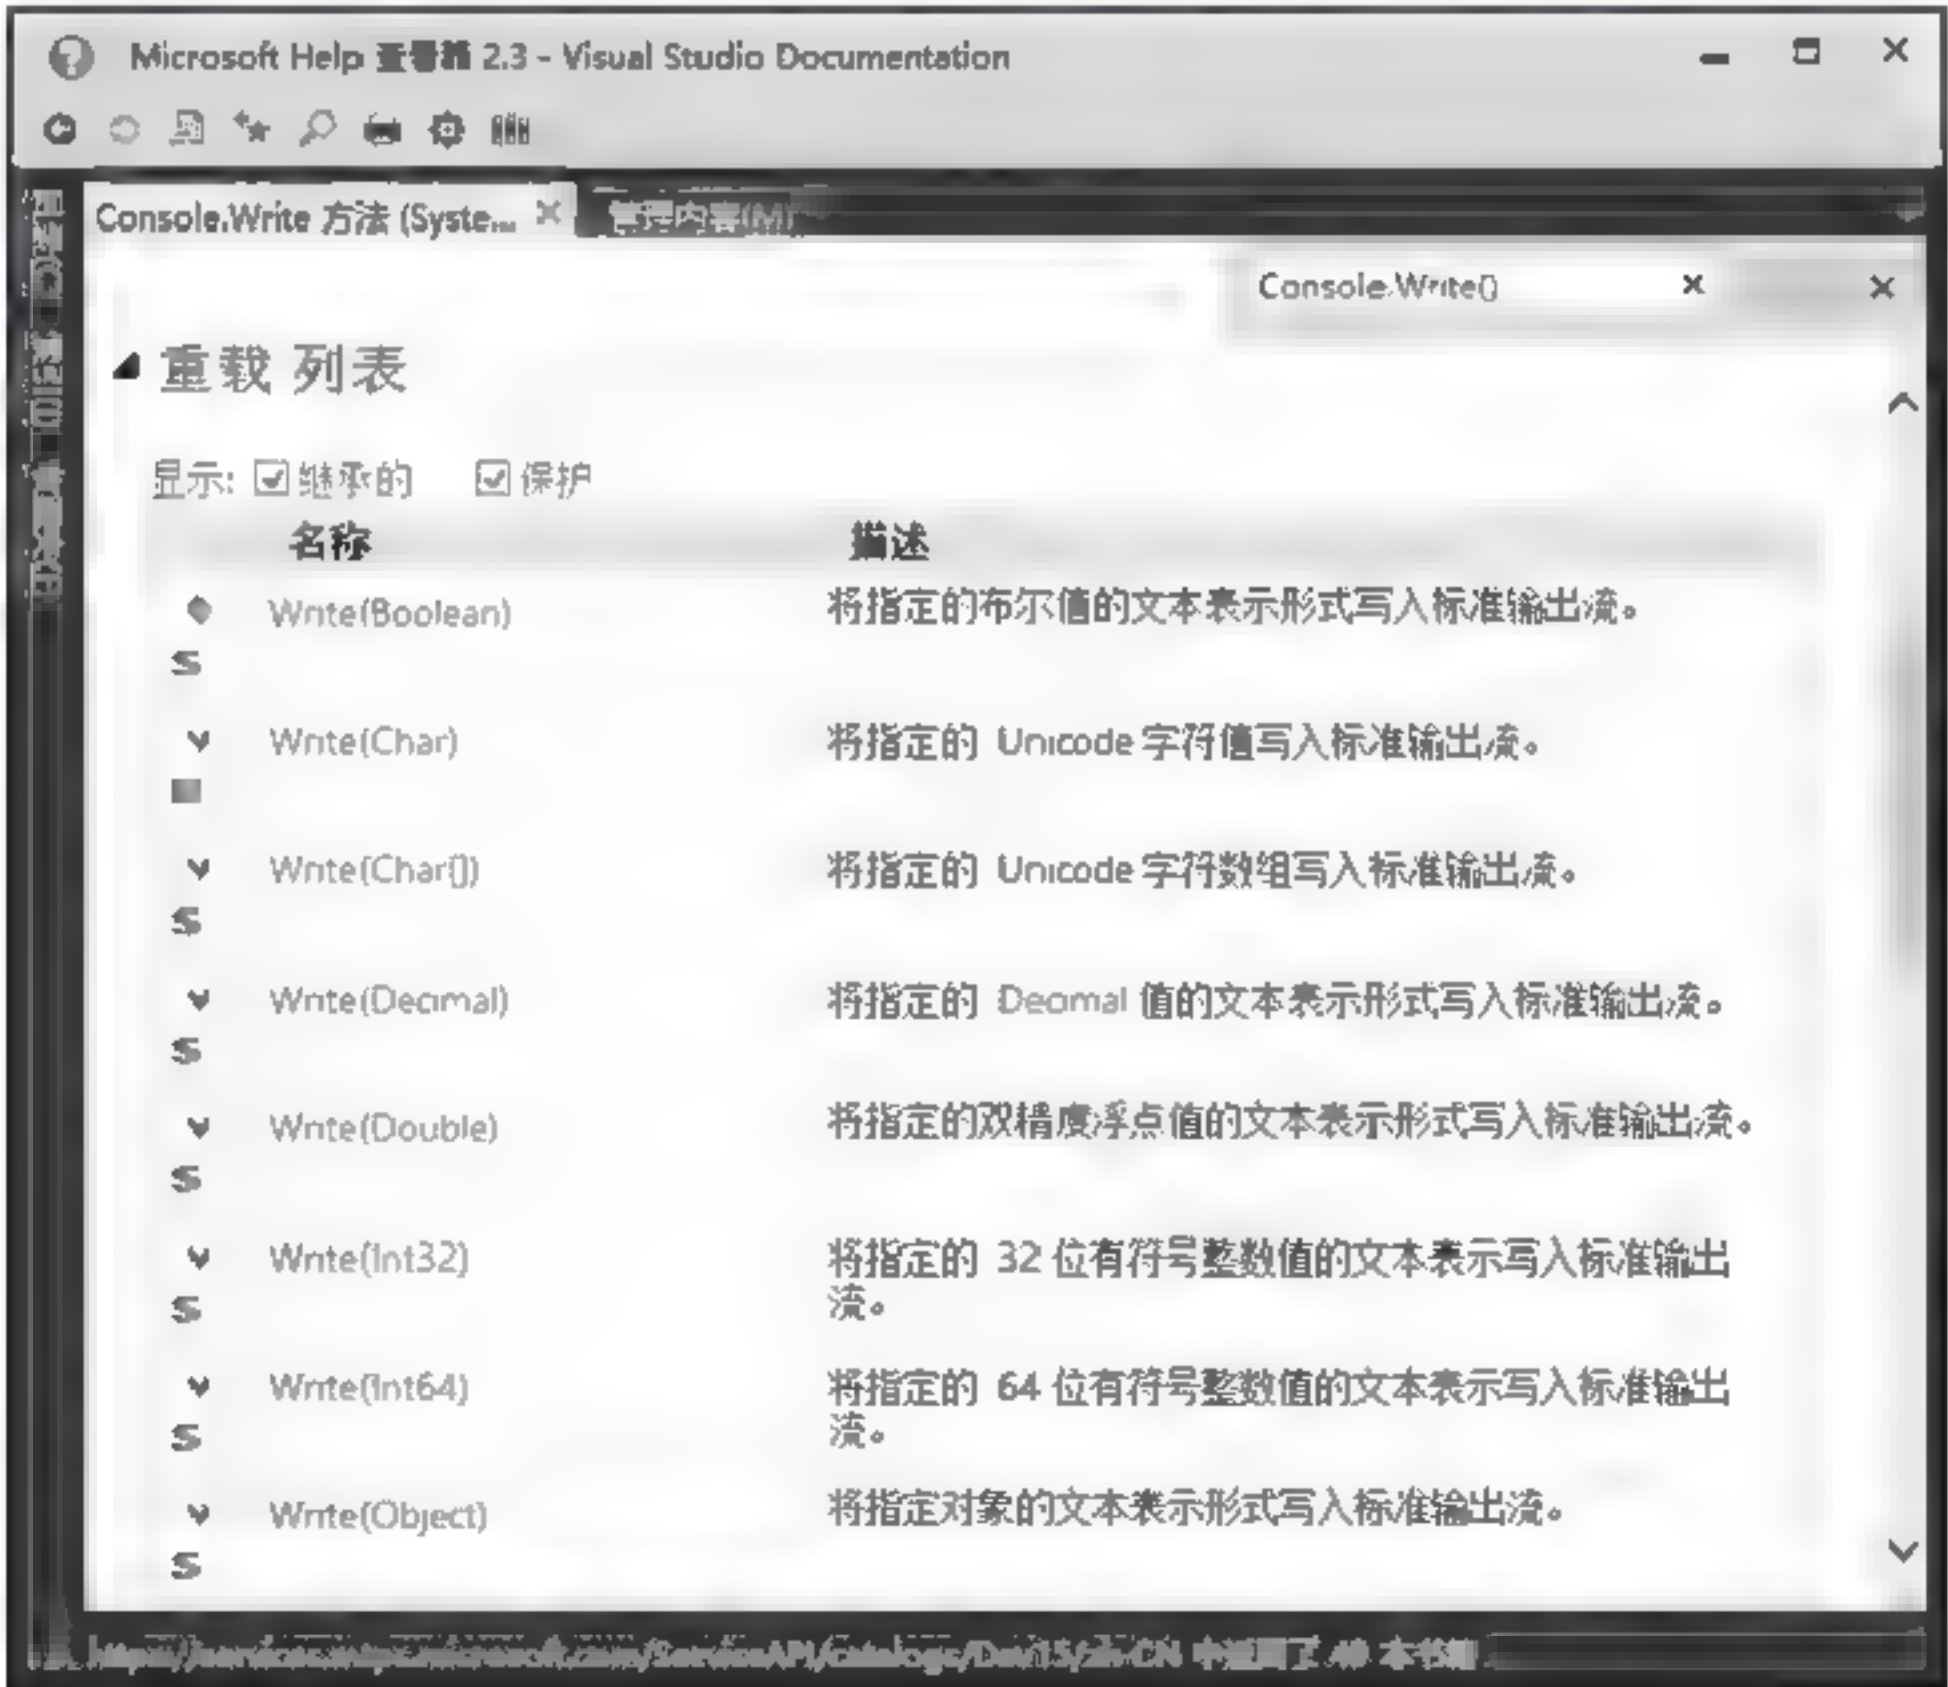 Microsoft Help 查看器 2.3 - Visual Studio Documentation
Console.Write 方法 (Syste...
管理内容(M)
Console.Write()
重载 列表
显示: 继承的 保护
名称 描述
Write(Boolean) 将指定的布尔值的文本表示形式写入标准输出流。
S
Write(Char) 将指定的 Unicode 字符值写入标准输出流。
Write(Char[]) 将指定的 Unicode 字符数组写入标准输出流。
S
Write(Decimal) 将指定的 Decimal 值的文本表示形式写入标准输出流。
S
Write(Double) 将指定的双精度浮点值的文本表示形式写入标准输出流。
S
Write(Int32) 将指定的 32 位有符号整数值的文本表示写入标准输出
流。
S
Write(Int64) 将指定的 64 位有符号整数值的文本表示写入标准输出
流。
S
Write(Object) 将指定对象的文本表示形式写入标准输出流。
S